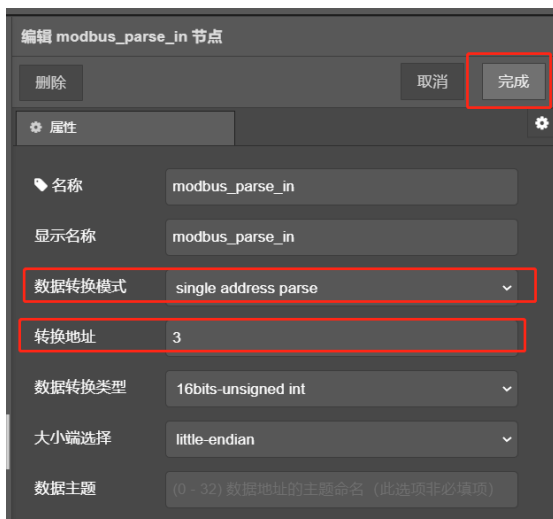 编辑 modbus_parse_in 节点
删除 取消 完成
属性
名称 modbus_parse_in
显示名称 modbus_parse_in
数据转换模式 single address parse
转换地址 3
数据转换类型 16bits-unsigned int
大小端选择 little-endian
数据主题 (0 - 32) 数据地址的主题命名（此选项非必填项）